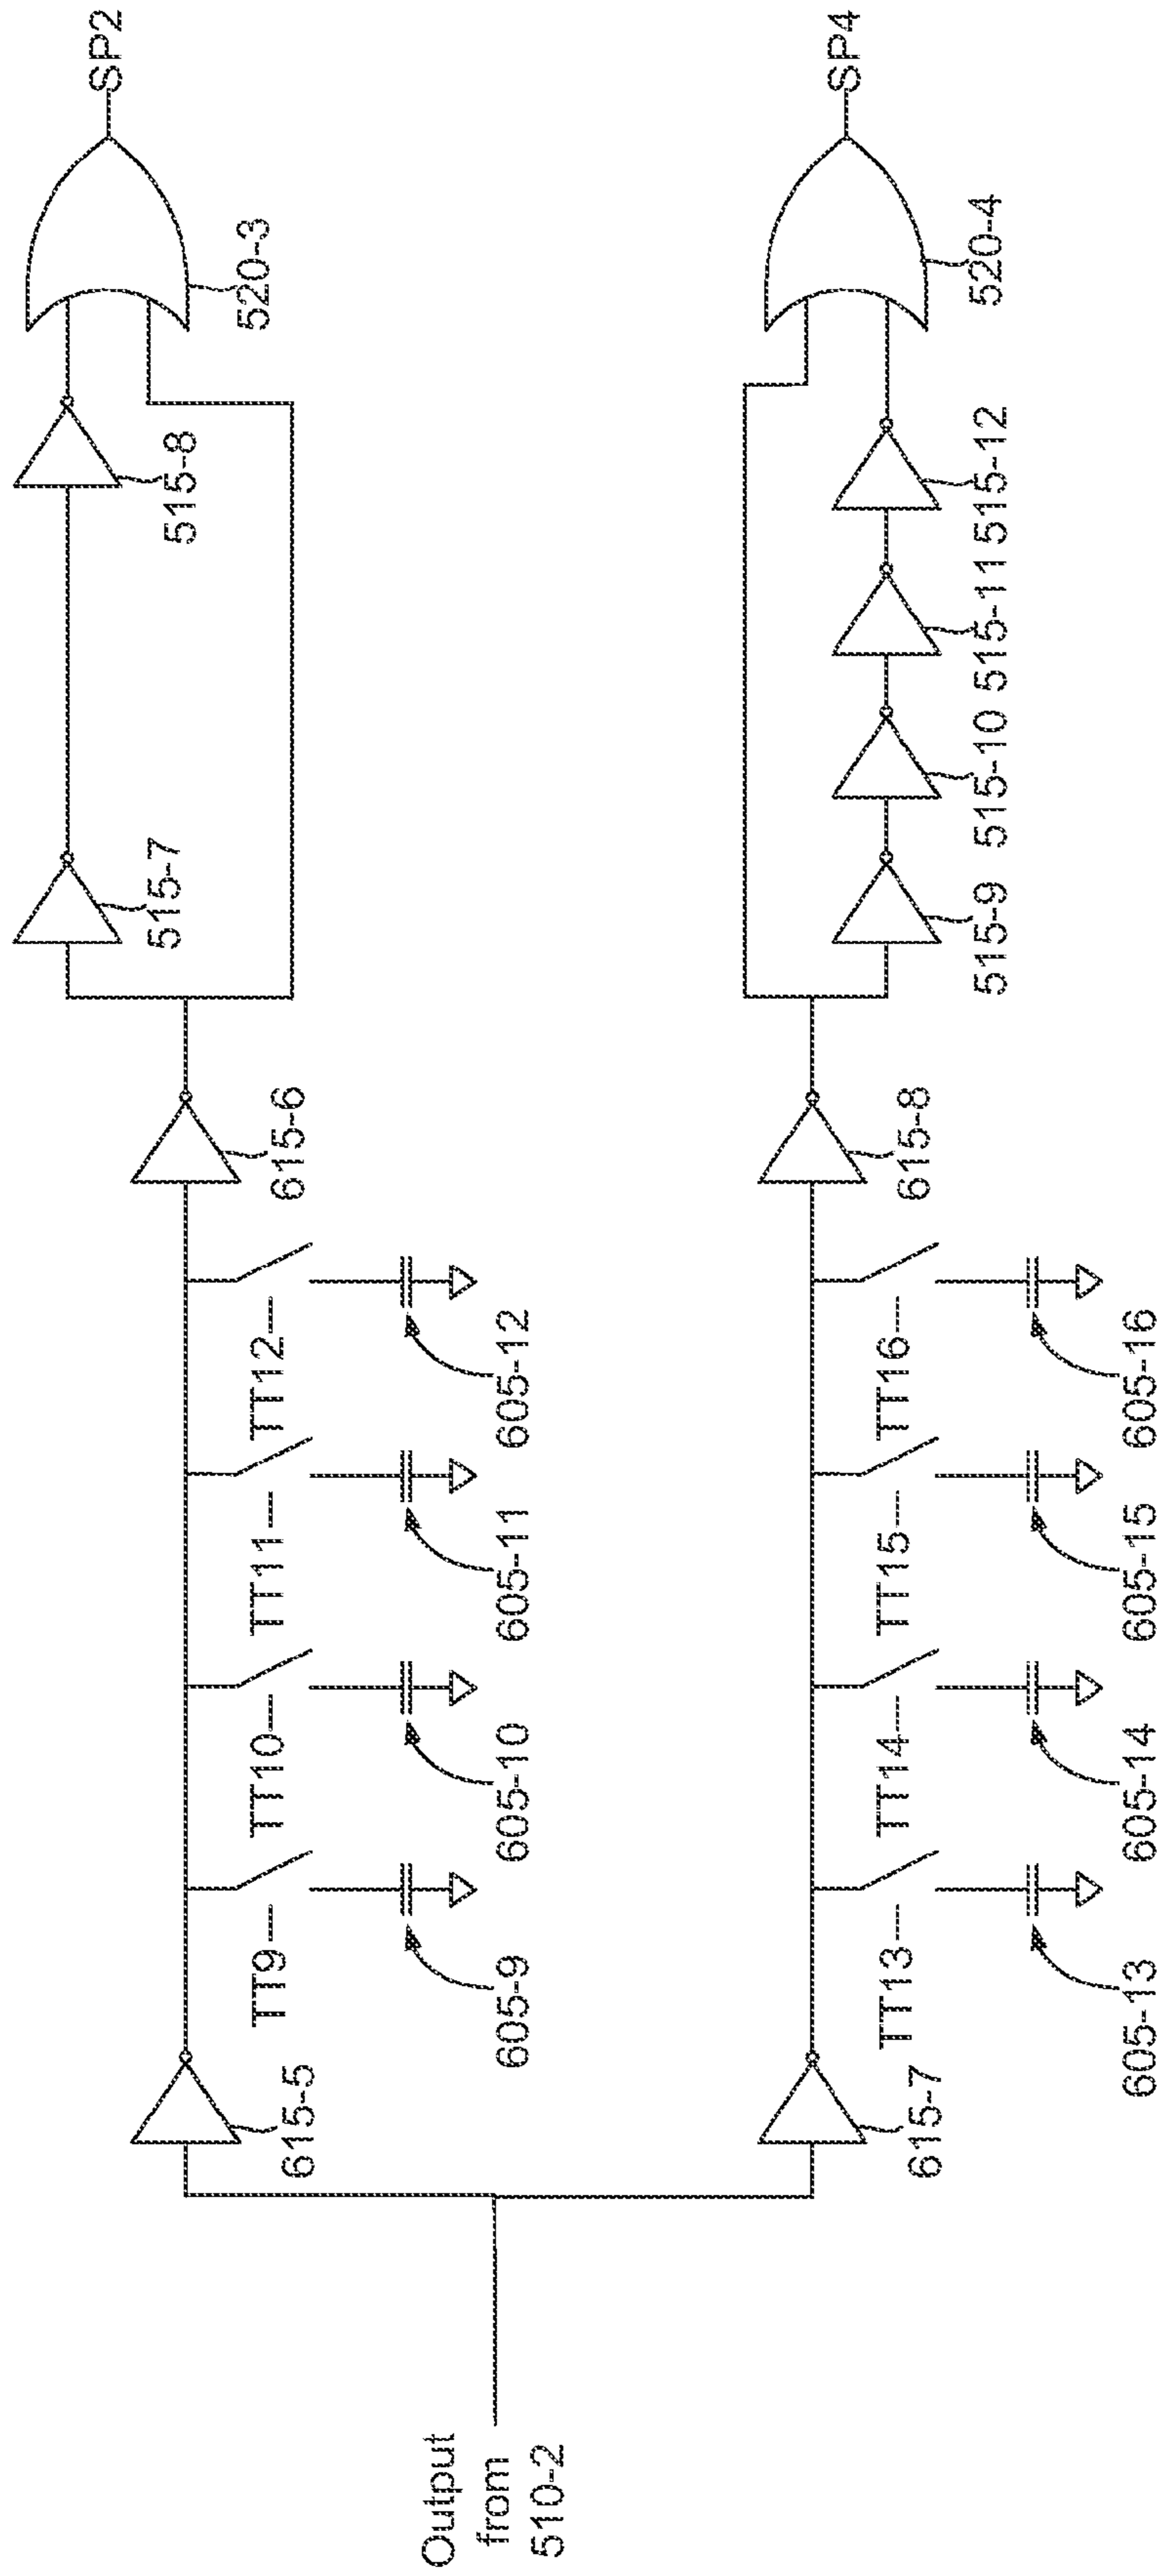 Output
from
510-2
615-5
TT9
605-9
TT10
605-10
TT11
605-11
TT12
605-12
615-6
515-7
515-8
520-3
SP2
615-7
TT13
605-13
TT14
605-14
TT15
605-15
TT16
605-16
615-8
515-9
515-10
515-11
515-12
520-4
SP4